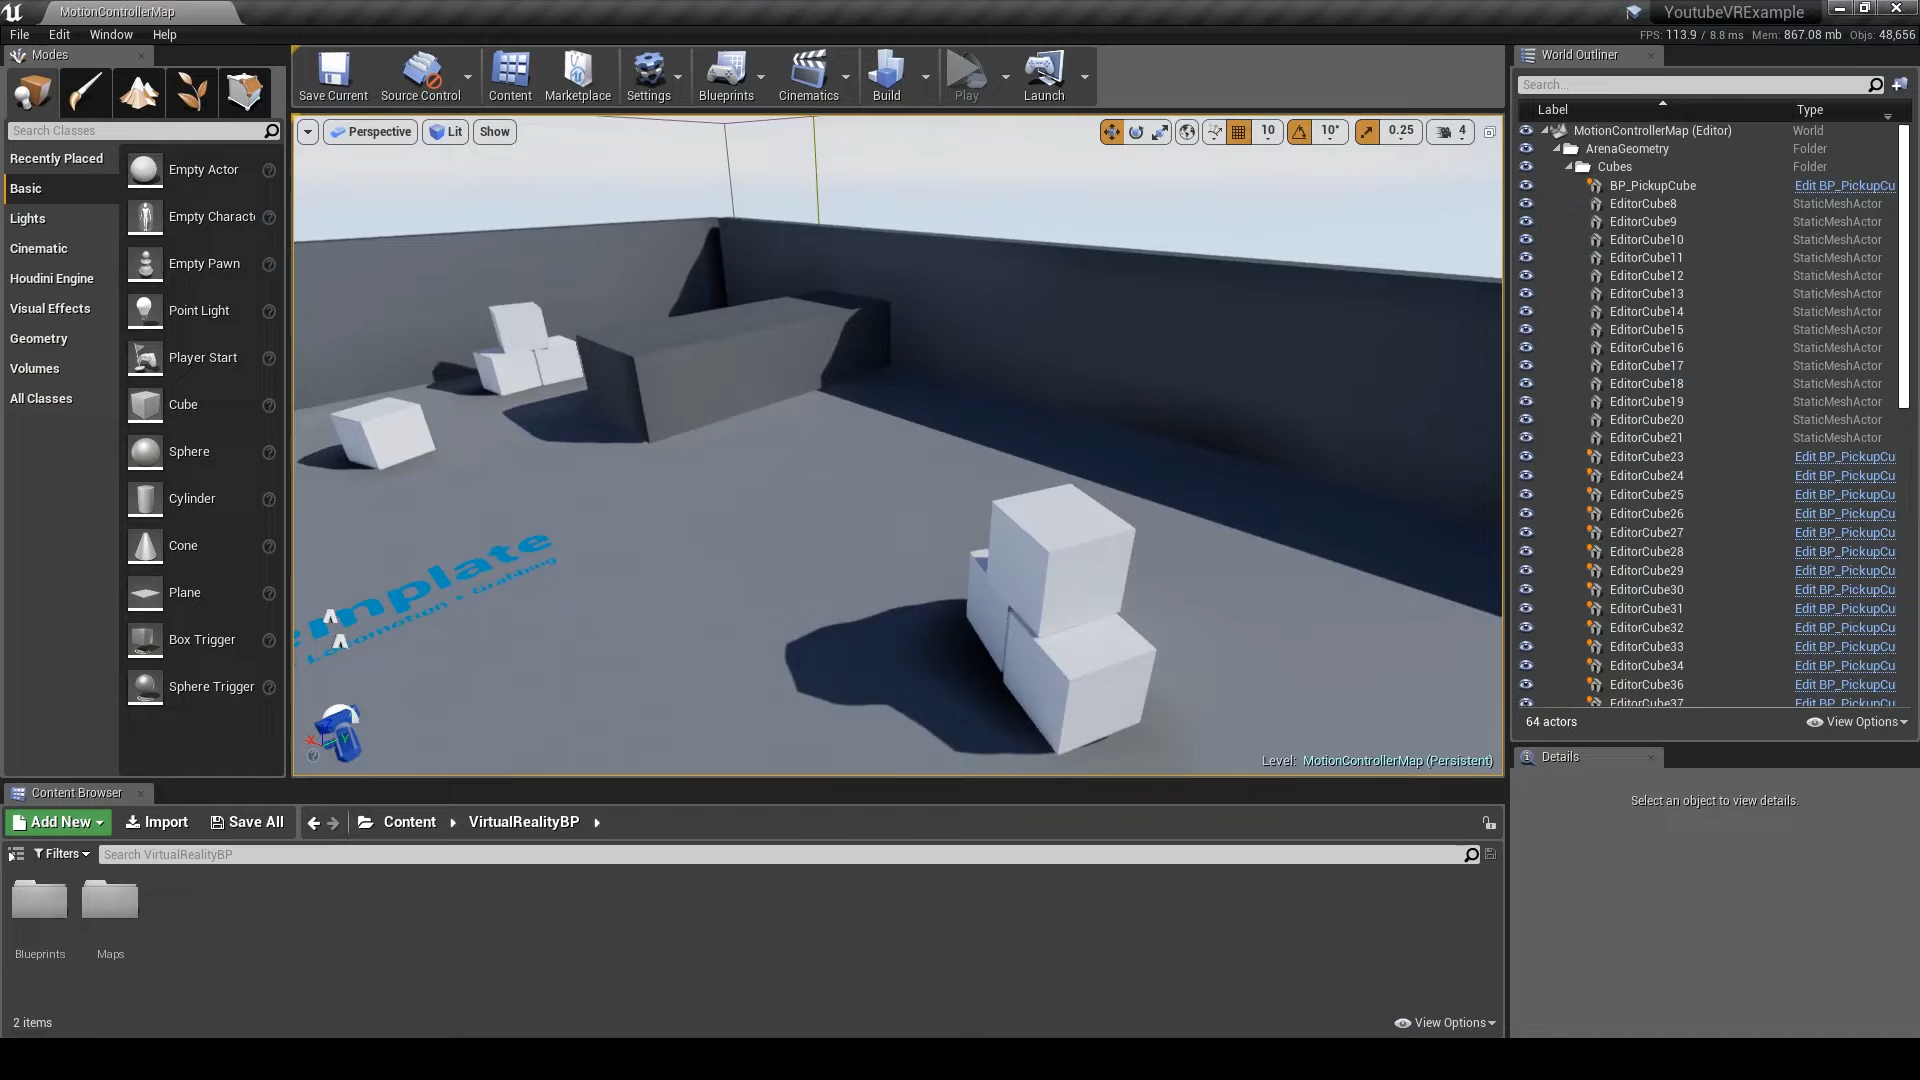 MotionControllerMap
YoutubeVRExample
File Edit Window Help
FPS: 113.9 / 8.8 ms Mem: 867.08 mb Objs: 48,656
Modes
Search Classes
Recently Placed
Basic
Lights
Cinematic
Houdini Engine
Visual Effects
Geometry
Volumes
All Classes
Empty Actor
Empty Charact
Empty Pawn
Point Light
Player Start
Cube
Sphere
Cylinder
Cone
Plane
Box Trigger
Sphere Trigger
Save Current Source Control Content Marketplace Settings Blueprints Cinematics Build Play Launch
Perspective Lit Show
10 10° 0.25 4
mplate
Locomotion + Grabbing
X Y
Level: MotionControllerMap (Persistent)
World Outliner
Search...
Label Type
MotionControllerMap (Editor) World
ArenaGeometry Folder
Cubes Folder
BP_PickupCube Edit BP_PickupCu
EditorCube8 StaticMeshActor
EditorCube9 StaticMeshActor
EditorCube10 StaticMeshActor
EditorCube11 StaticMeshActor
EditorCube12 StaticMeshActor
EditorCube13 StaticMeshActor
EditorCube14 StaticMeshActor
EditorCube15 StaticMeshActor
EditorCube16 StaticMeshActor
EditorCube17 StaticMeshActor
EditorCube18 StaticMeshActor
EditorCube19 StaticMeshActor
EditorCube20 StaticMeshActor
EditorCube21 StaticMeshActor
EditorCube23 Edit BP_PickupCu
EditorCube24 Edit BP_PickupCu
EditorCube25 Edit BP_PickupCu
EditorCube26 Edit BP_PickupCu
EditorCube27 Edit BP_PickupCu
EditorCube28 Edit BP_PickupCu
EditorCube29 Edit BP_PickupCu
EditorCube30 Edit BP_PickupCu
EditorCube31 Edit BP_PickupCu
EditorCube32 Edit BP_PickupCu
EditorCube33 Edit BP_PickupCu
EditorCube34 Edit BP_PickupCu
EditorCube36 Edit BP_PickupCu
EditorCube37 Edit BP_PickupCu
64 actors View Options
Details
Select an object to view details.
Content Browser
Add New Import Save All Content VirtualRealityBP
Filters Search VirtualRealityBP
Blueprints Maps
2 items View Options